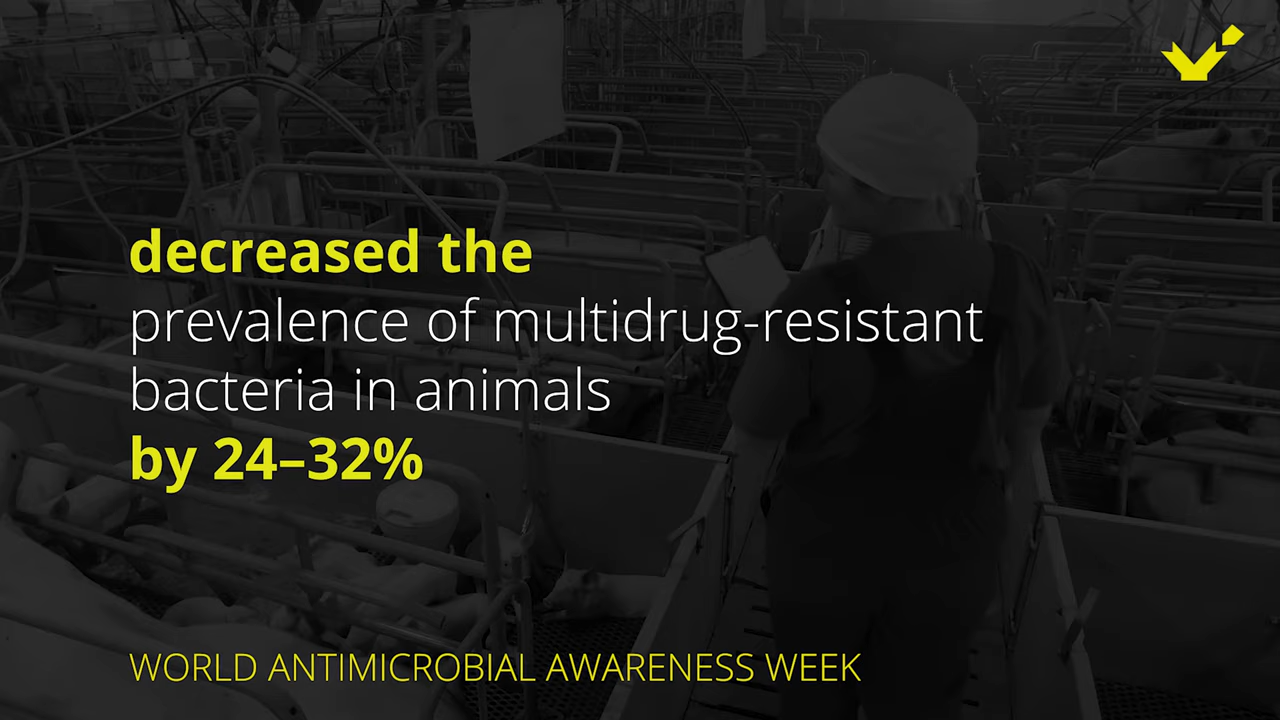 decreased the
prevalence of multidrug-resistant
bacteria in animals
by 24–32%
WORLD ANTIMICROBIAL AWARENESS WEEK